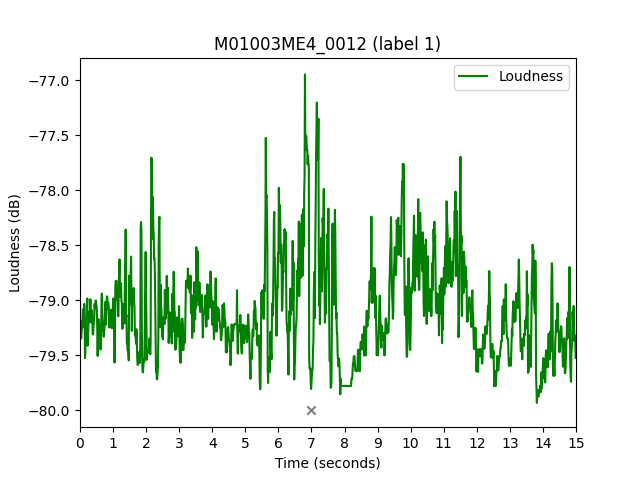 M01003ME4_0012 (label 1)
Loudness
Loudness (dB)
−77.0
−77.5
−78.0
−78.5
−79.0
−79.5
−80.0
0 1 2 3 4 5 6 7 8 9 10 11 12 13 14 15
Time (seconds)